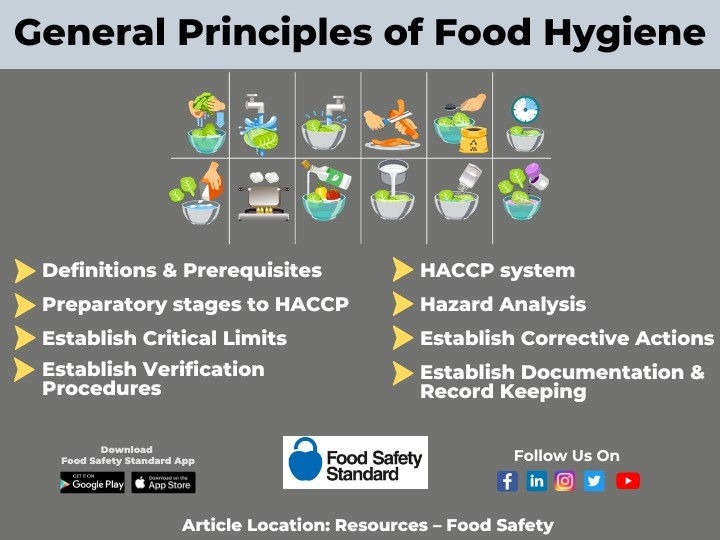 General Principles of Food Hygiene
Definitions & Prerequisites
Preparatory stages to HACCP
Establish Critical Limits
Establish Verification
Procedures
HACCP system
Hazard Analysis
Establish Corrective Actions
Establish Documentation &
Record Keeping
Download
Food Safety Standard App
GET IT ON
Google Play
Download on the
App Store
Food Safety
Standard
Follow Us On
Article Location: Resources – Food Safety